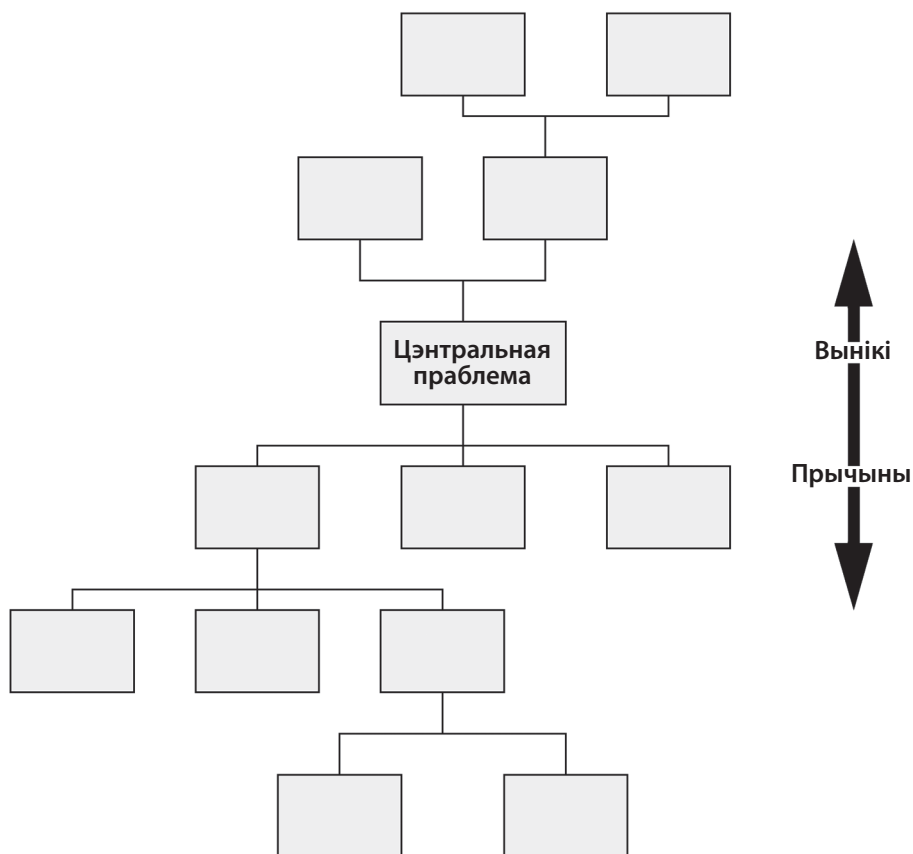 Цэнтральная
праблема
Вынікі
Прычыны